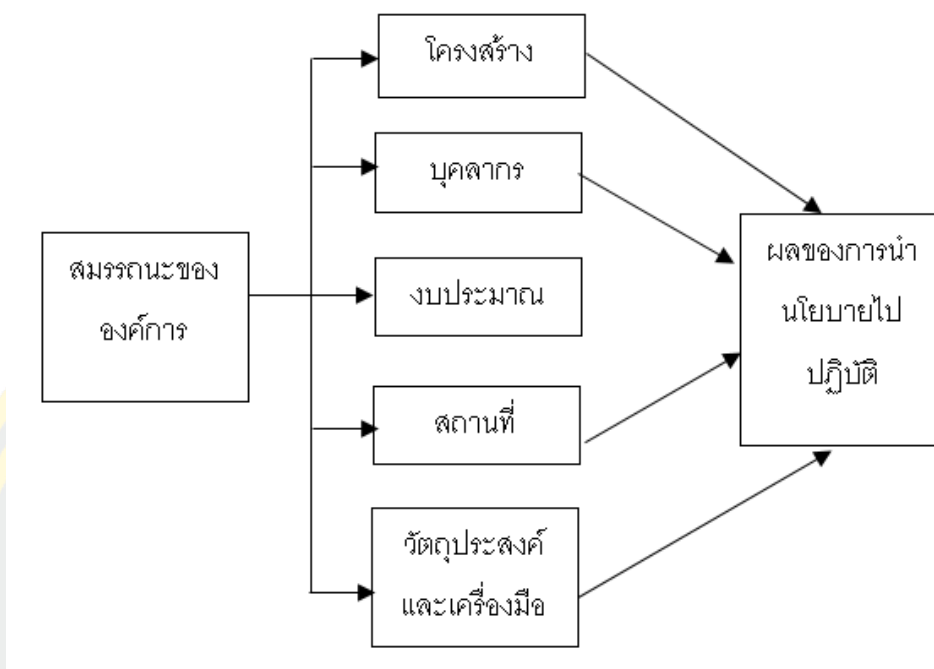 โครงสร้าง
บุคลากร
สมรรถนะของ
องค์การ
งบประมาณ
สถานที่
วัตถุประสงค์
และเครื่องมือ
ผลของการนำ
นโยบายไป
ปฏิบัติ